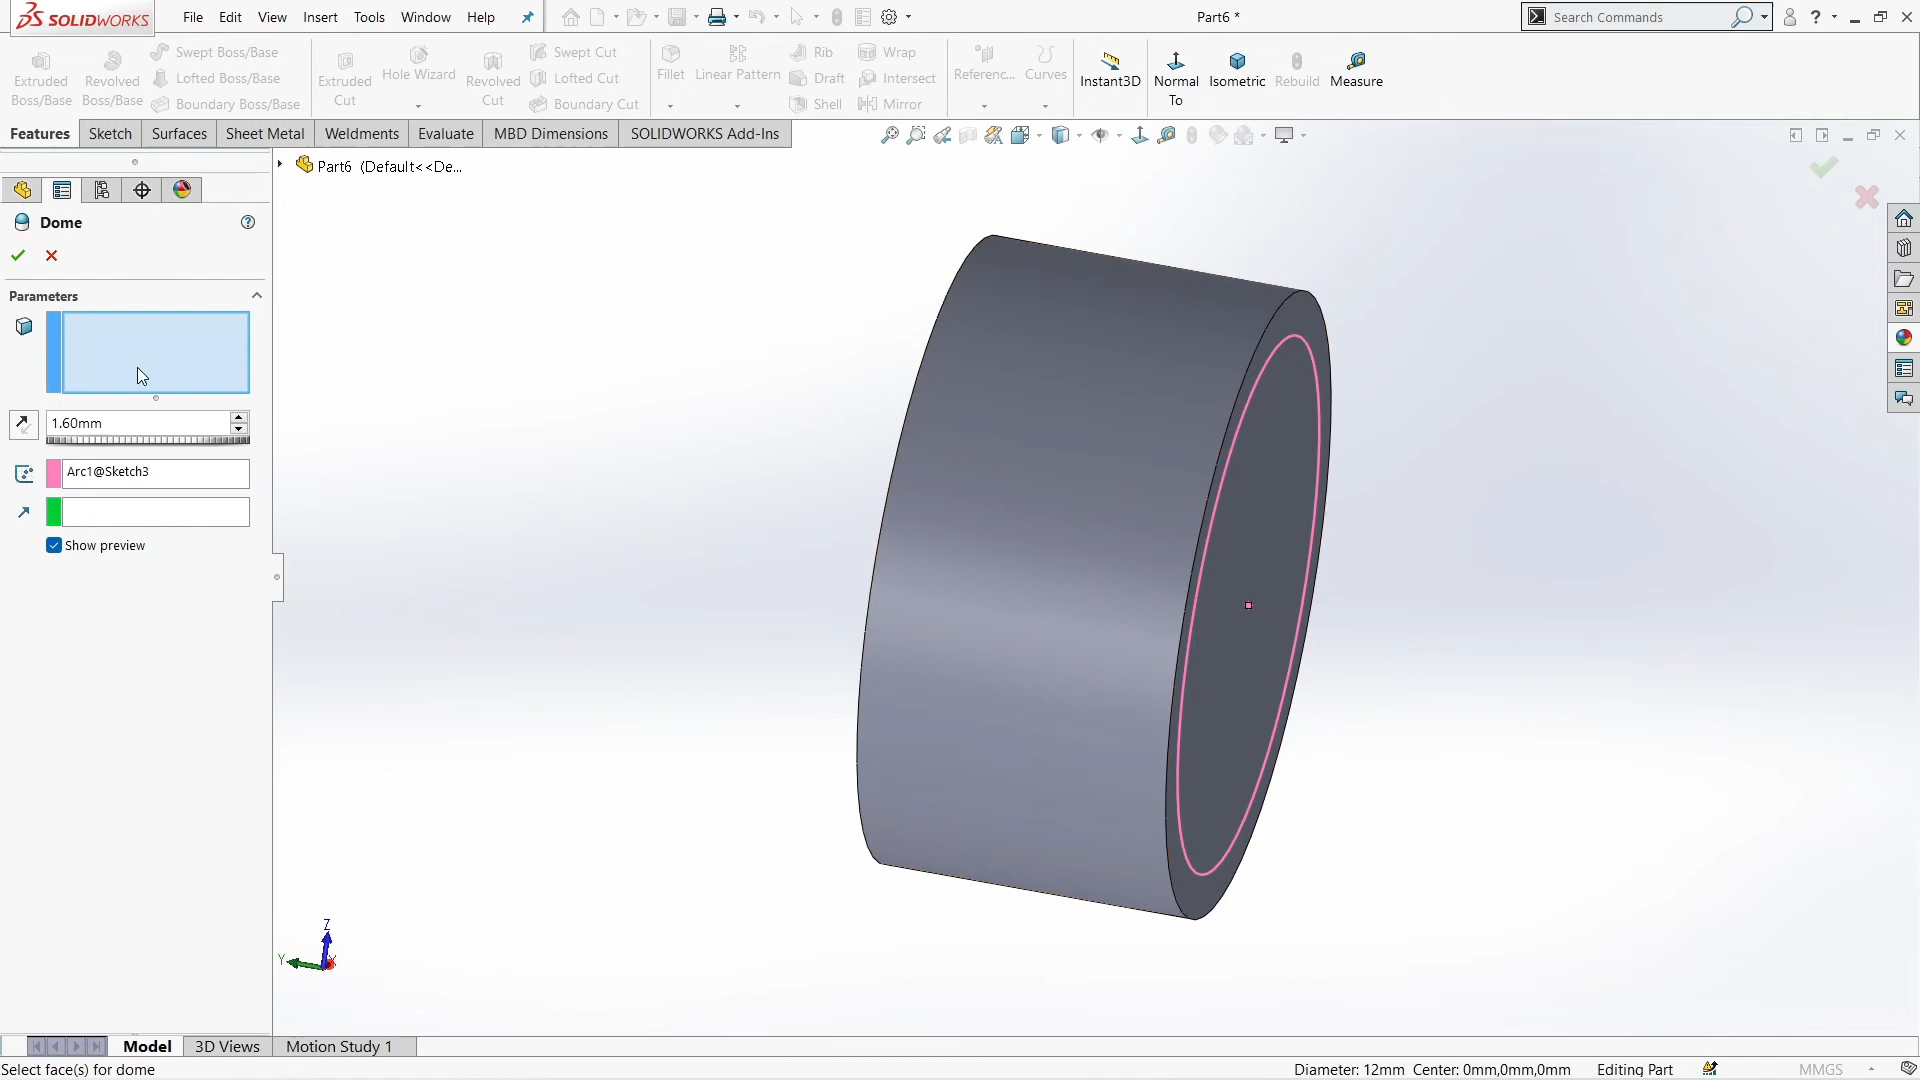 SOLIDWORKS
File Edit View Insert Tools Window Help
Part6 *
Search Commands
Extruded Boss/Base
Revolved Boss/Base
Swept Boss/Base
Lofted Boss/Base
Boundary Boss/Base
Extruded Cut
Hole Wizard
Revolved Cut
Swept Cut
Lofted Cut
Boundary Cut
Fillet
Linear Pattern
Rib
Draft
Shell
Wrap
Intersect
Mirror
Referenc...
Curves
Instant3D
Normal To
Isometric
Rebuild
Measure
Features Sketch Surfaces Sheet Metal Weldments Evaluate MBD Dimensions SOLIDWORKS Add-Ins
Part6 (Default<<De...
Dome
Parameters
1.60mm
Arc1@Sketch3
Show preview
Z
Y
X
Model 3D Views Motion Study 1
Select face(s) for dome
Diameter: 12mm Center: 0mm,0mm,0mm
Editing Part
MMGS